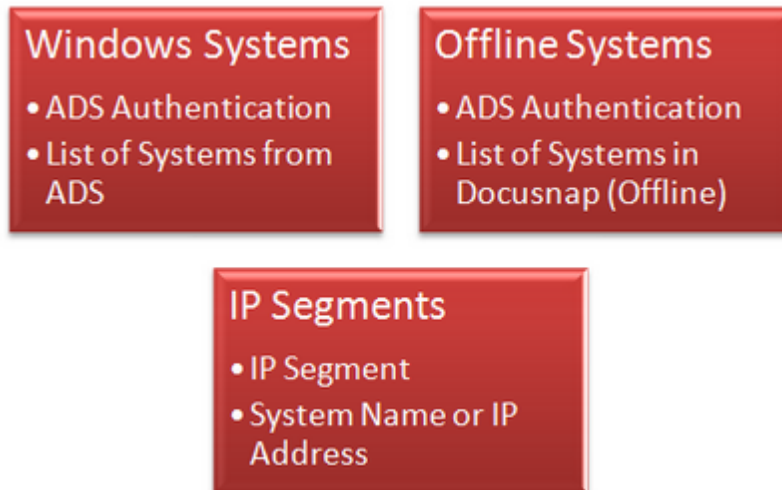 Windows Systems
• ADS Authentication
• List of Systems from
ADS
Offline Systems
• ADS Authentication
• List of Systems in
Docusnap (Offline)
IP Segments
• IP Segment
• System Name or IP
Address